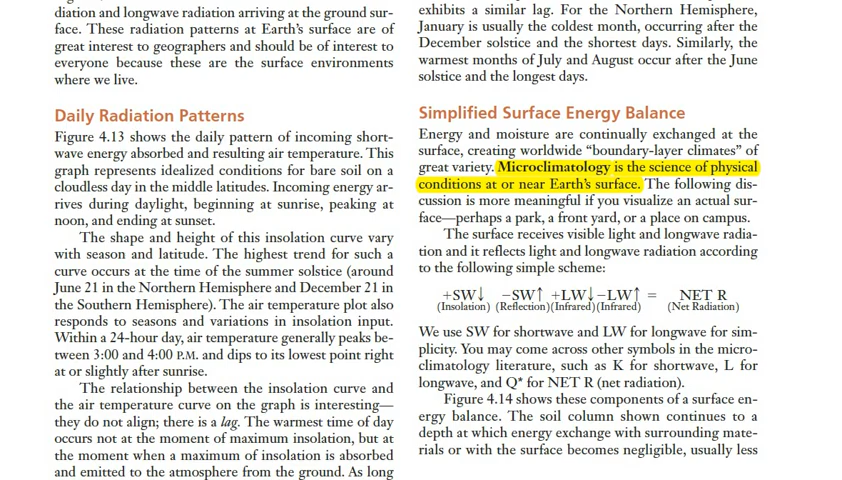 diation and longwave radiation arriving at the ground sur-
face. These radiation patterns at Earth's surface are of
great interest to geographers and should be of interest to
everyone because these are the surface environments
where we live.
Daily Radiation Patterns
Figure 4.13 shows the daily pattern of incoming short-
wave energy absorbed and resulting air temperature. This
graph represents idealized conditions for bare soil on a
cloudless day in the middle latitudes. Incoming energy ar-
rives during daylight, beginning at sunrise, peaking at
noon, and ending at sunset.
The shape and height of this insolation curve vary
with season and latitude. The highest trend for such a
curve occurs at the time of the summer solstice (around
June 21 in the Northern Hemisphere and December 21 in
the Southern Hemisphere). The air temperature plot also
responds to seasons and variations in insolation input.
Within a 24-hour day, air temperature generally peaks be-
tween 3:00 and 4:00 P.M. and dips to its lowest point right
at or slightly after sunrise.
The relationship between the insolation curve and
the air temperature curve on the graph is interesting—
they do not align; there is a lag. The warmest time of day
occurs not at the moment of maximum insolation, but at
the moment when a maximum of insolation is absorbed
and emitted to the atmosphere from the ground. As long
exhibits a similar lag. For the Northern Hemisphere,
January is usually the coldest month, occurring after the
December solstice and the shortest days. Similarly, the
warmest months of July and August occur after the June
solstice and the longest days.
Simplified Surface Energy Balance
Energy and moisture are continually exchanged at the
surface, creating worldwide "boundary-layer climates" of
great variety. Microclimatology is the science of physical
conditions at or near Earth's surface. The following dis-
cussion is more meaningful if you visualize an actual sur-
face—perhaps a park, a front yard, or a place on campus.
The surface receives visible light and longwave radia-
tion and it reflects light and longwave radiation according
to the following simple scheme:
+SW↓ −SW↑ +LW↓ −LW↑ = NET R
(Insolation) (Reflection) (Infrared) (Infrared) (Net Radiation)
We use SW for shortwave and LW for longwave for sim-
plicity. You may come across other symbols in the micro-
climatology literature, such as K for shortwave, L for
longwave, and Q* for NET R (net radiation).
Figure 4.14 shows these components of a surface en-
ergy balance. The soil column shown continues to a
depth at which energy exchange with surrounding mate-
rials or with the surface becomes negligible, usually less